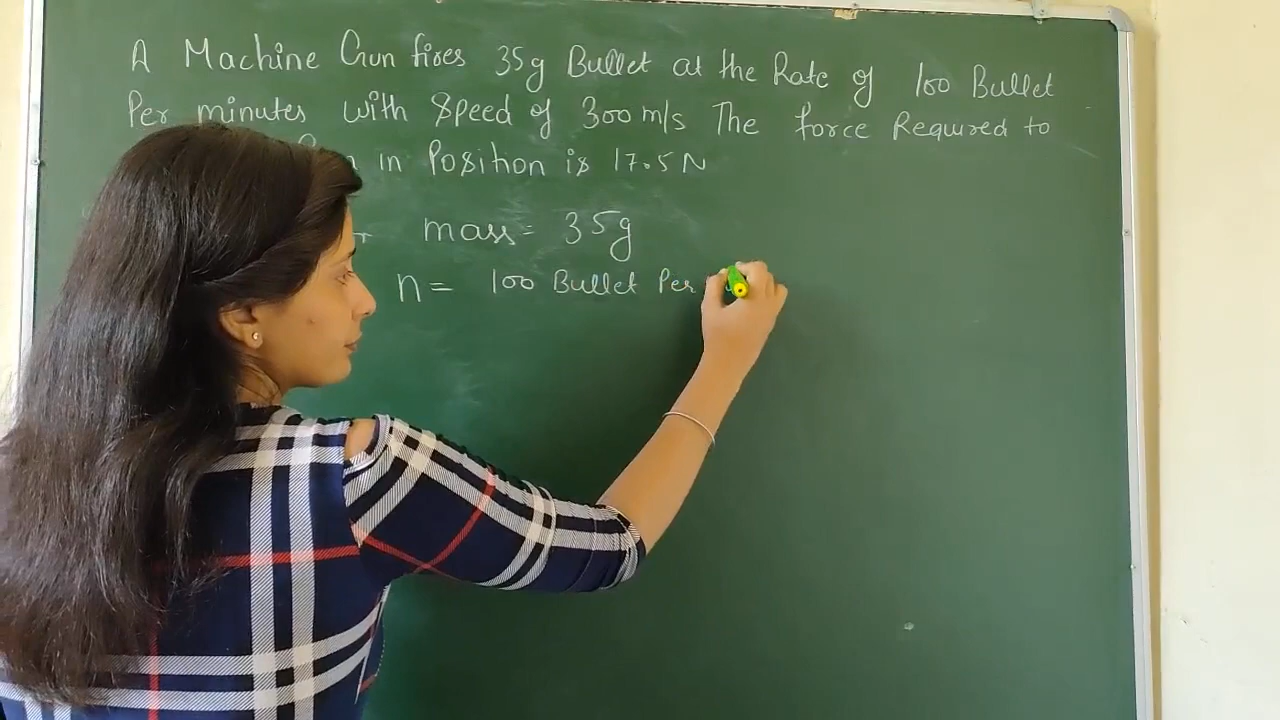 A Machine Gun fires 35g Bullet at the Rate of 100 Bullet
Per minutes with Speed of 300 m/s The force Required to
in Position is 17.5 N
mass = 35g
n = 100 Bullet Per